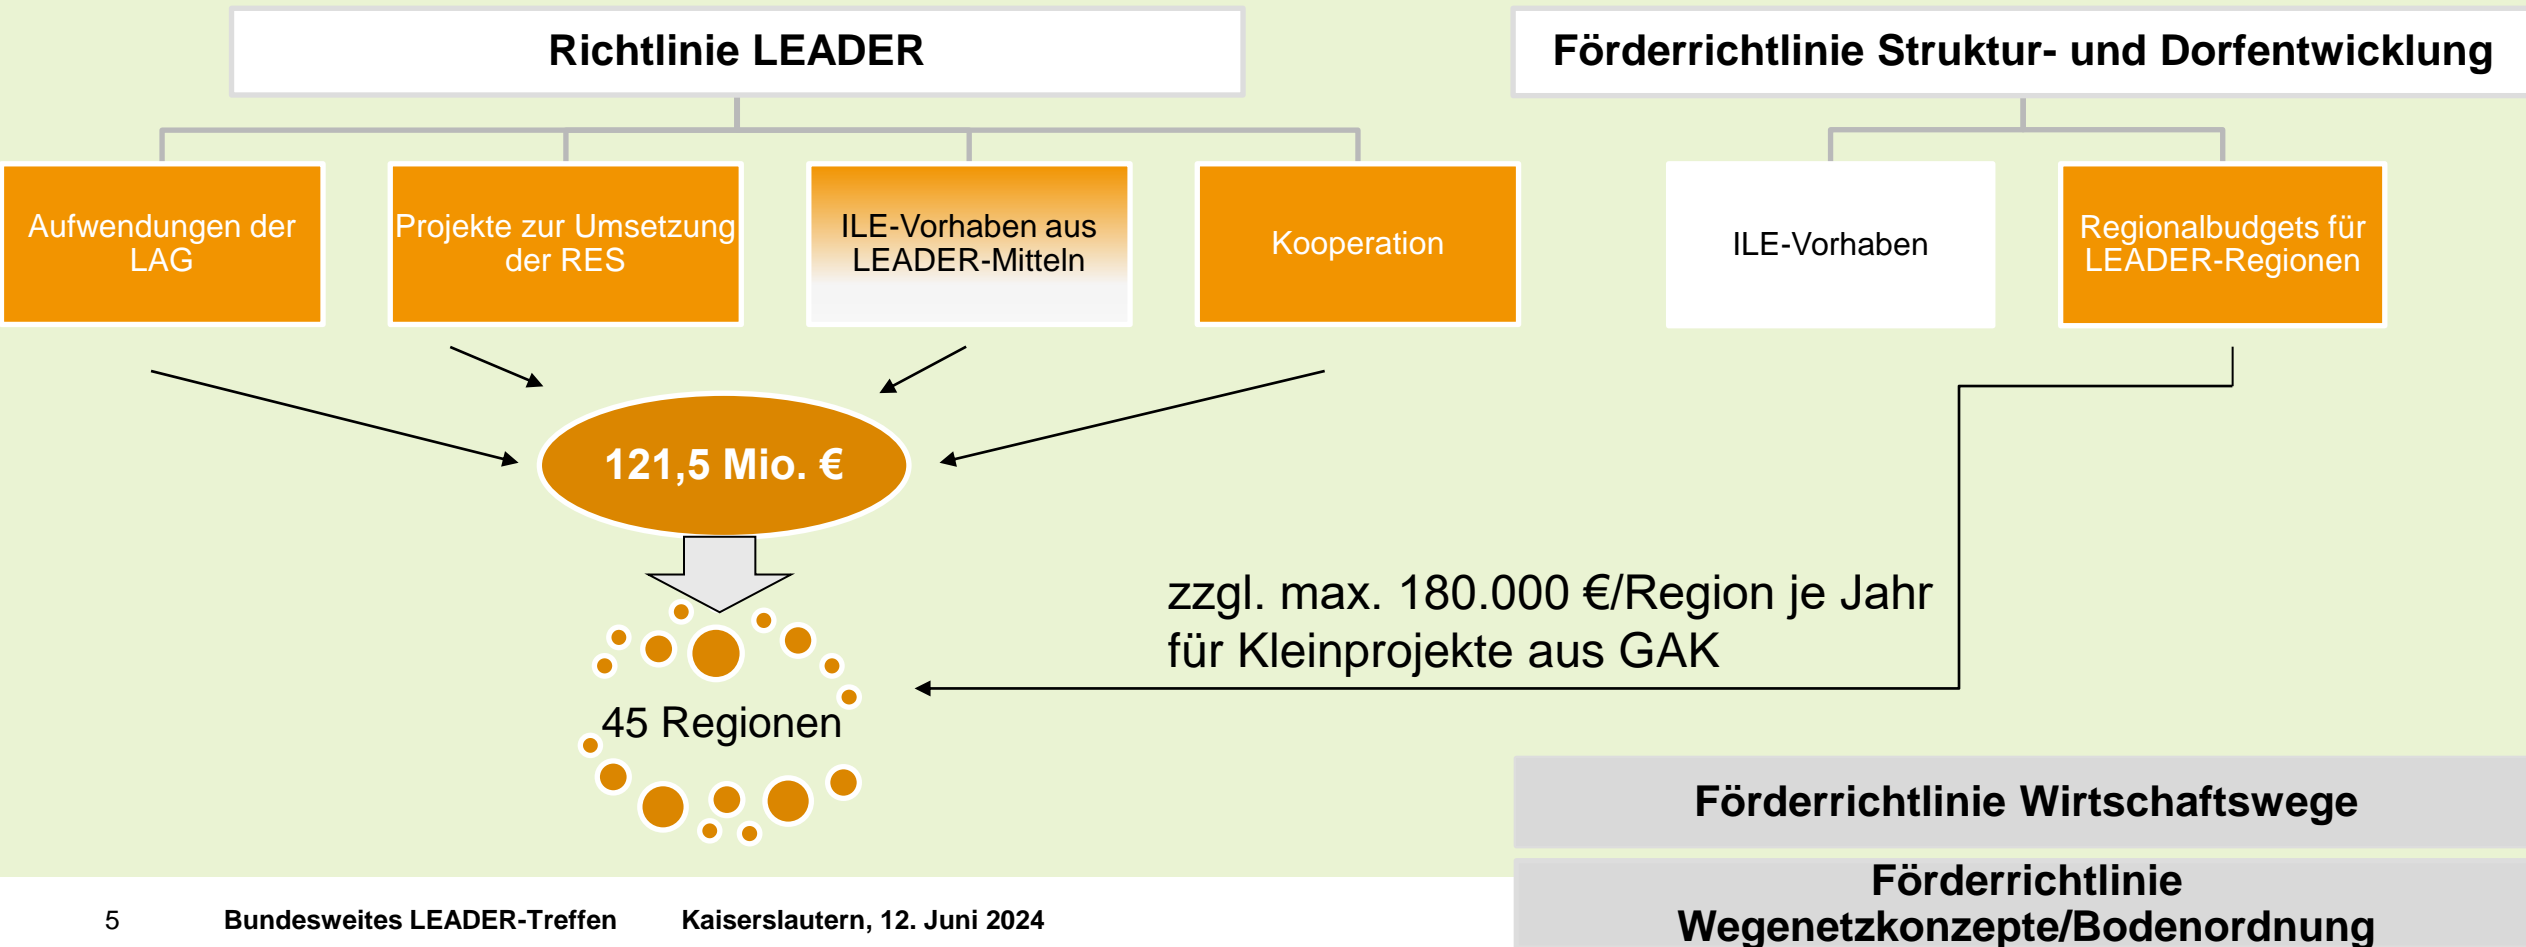 Richtlinie LEADER
Förderrichtlinie Struktur- und Dorfentwicklung
Aufwendungen der
LAG
Projekte zur Umsetzung
der RES
ILE-Vorhaben aus
LEADER-Mitteln
Kooperation
ILE-Vorhaben
Regionalbudgets für
LEADER-Regionen
121,5 Mio. €
zzgl. max. 180.000 €/Region je Jahr
für Kleinprojekte aus GAK
45 Regionen
Förderrichtlinie Wirtschaftswege
Förderrichtlinie
Wegenetzkonzepte/Bodenordnung
5 Bundesweites LEADER-Treffen Kaiserslautern, 12. Juni 2024